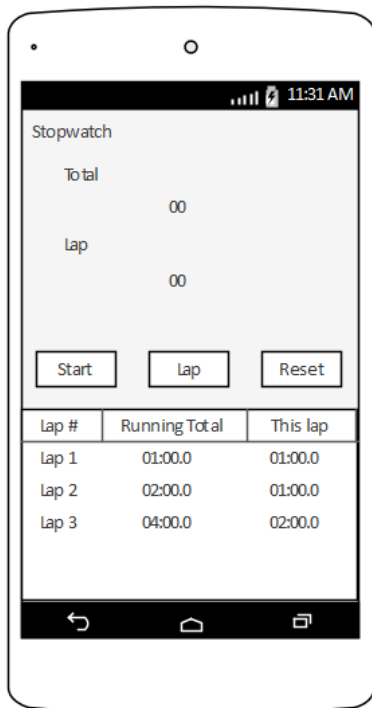 11:31 AM
Stopwatch
Total
00
Lap
00
Start Lap Reset
Lap # Running Total This lap
Lap 1 01:00.0 01:00.0
Lap 2 02:00.0 01:00.0
Lap 3 04:00.0 02:00.0